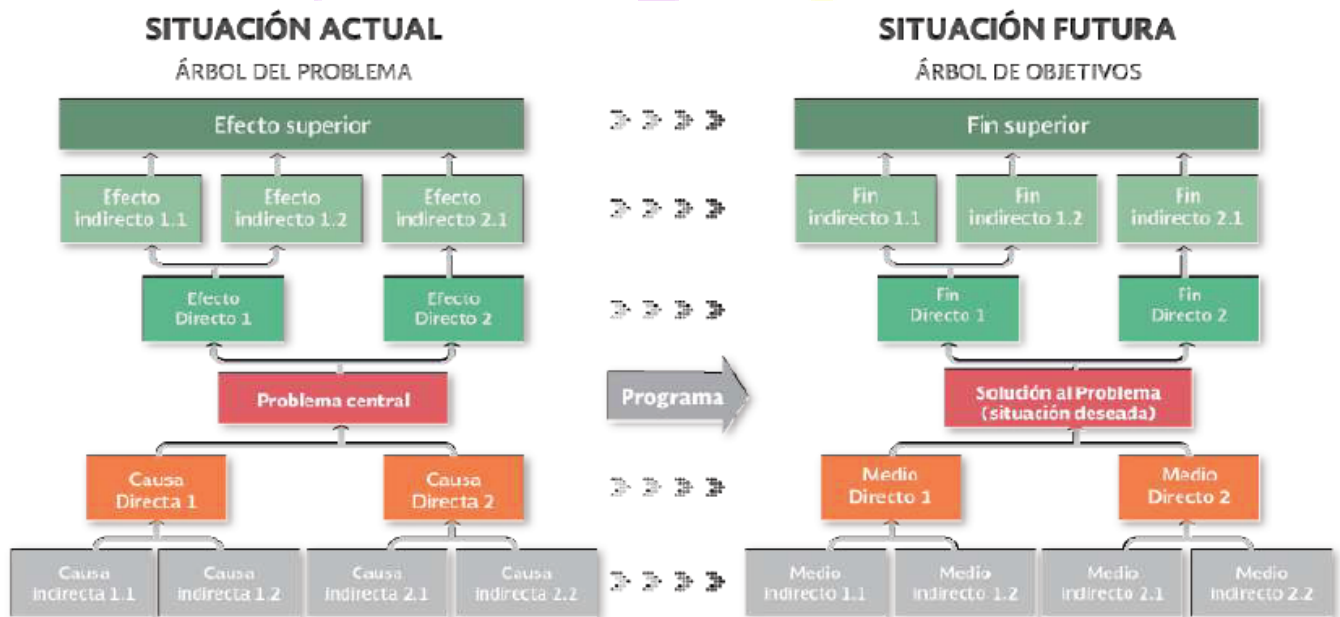 SITUACIÓN ACTUAL
ÁRBOL DEL PROBLEMA
Efecto superior
Efecto
indirecto 1.1
Efecto
indirecto 1.2
Efecto
indirecto 2.1
Efecto
Directo 1
Efecto
Directo 2
Problema central
Causa
Directa 1
Causa
Directa 2
Causa
indirecta 1.1
Causa
indirecta 1.2
Causa
indirecta 2.1
Causa
indirecta 2.2
Programa
SITUACIÓN FUTURA
ÁRBOL DE OBJETIVOS
Fin superior
Fin
indirecto 1.1
Fin
indirecto 1.2
Fin
indirecto 2.1
Fin
Directo 1
Fin
Directo 2
Solución al Problema
(situación deseada)
Medio
Directo 1
Medio
Directo 2
Medio
indirecto 1.1
Medio
indirecto 1.2
Medio
indirecto 2.1
Medio
indirecto 2.2